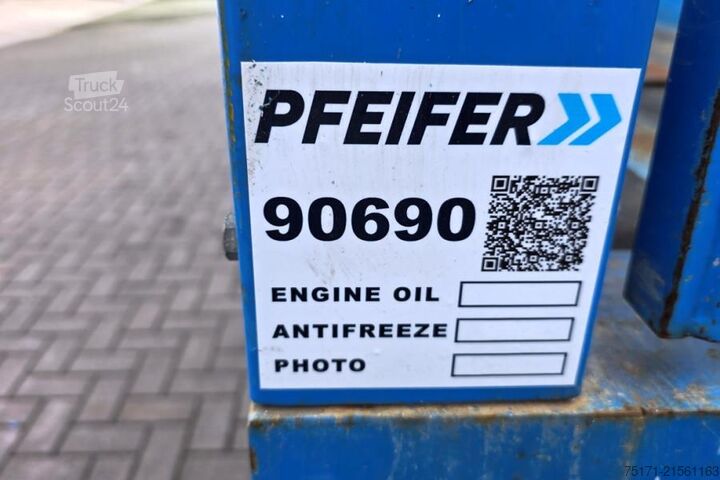 Truck
Scout24
PFEIFER
90690
ENGINE OIL
ANTIFREEZE
PHOTO
75171-21561163